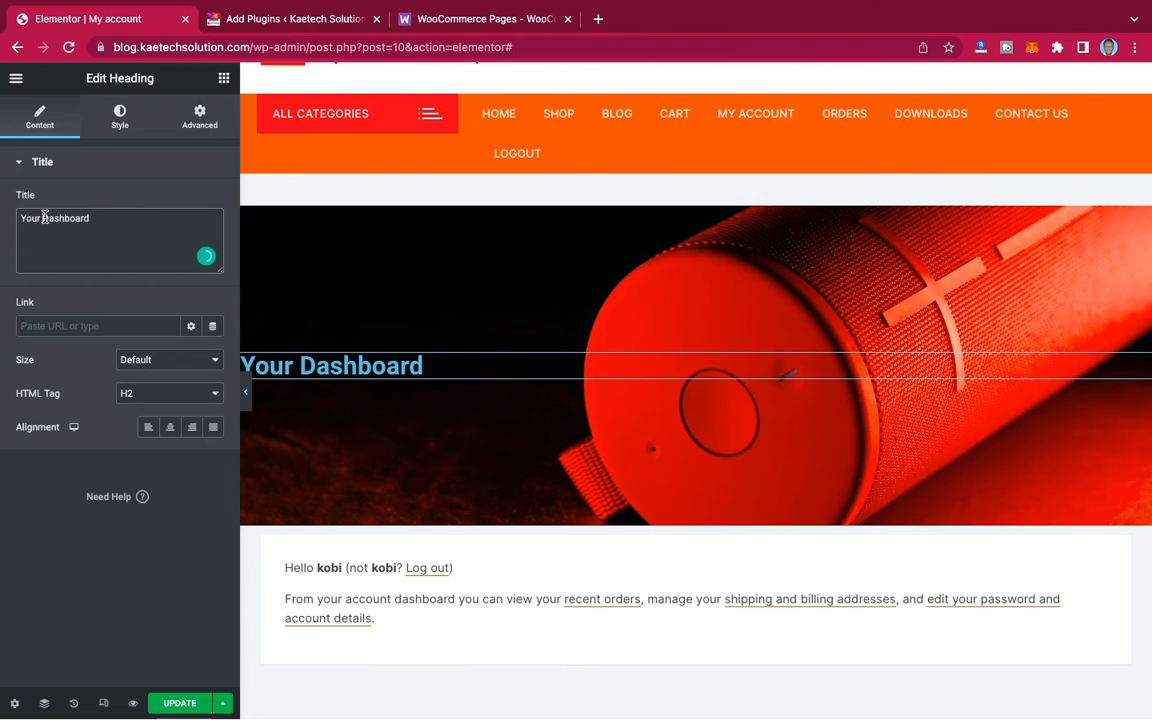 Elementor | My account
Add Plugins ‹ Kaetech Solution
WooCommerce Pages - WooC
blog.kaetechsolution.com/wp-admin/post.php?post=10&action=elementor#
Edit Heading
Content
Style
Advanced
Title
Title
Your Dashboard
Link
Paste URL or type
Size
Default
HTML Tag
H2
Alignment
Need Help ?
UPDATE
ALL CATEGORIES
HOME
SHOP
BLOG
CART
MY ACCOUNT
ORDERS
DOWNLOADS
CONTACT US
LOGOUT
Your Dashboard
Hello kobi (not kobi? Log out)
From your account dashboard you can view your recent orders, manage your shipping and billing addresses, and edit your password and
account details.